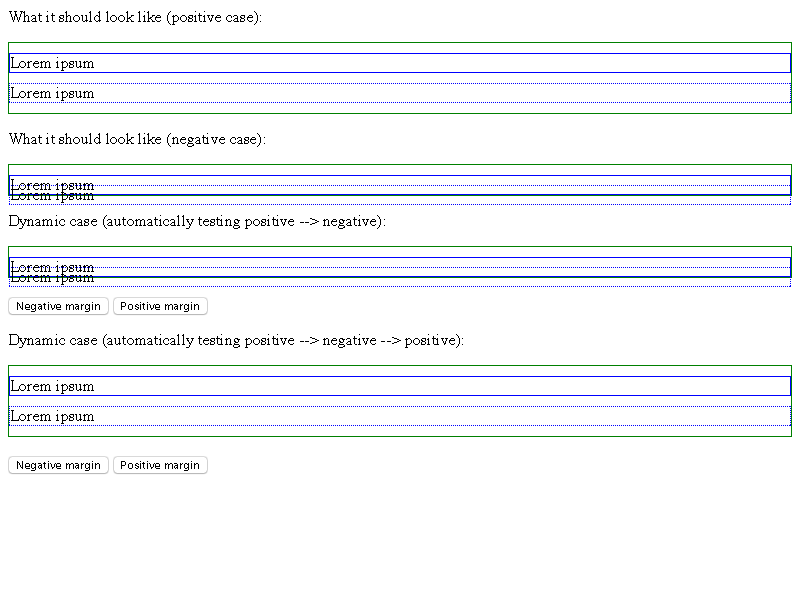 What it should look like (positive case):
Lorem ipsum
Lorem ipsum
What it should look like (negative case):
Lorem ipsum
Lorem ipsum
Dynamic case (automatically testing positive --> negative):
Lorem ipsum
Lorem ipsum
Negative margin Positive margin
Dynamic case (automatically testing positive --> negative --> positive):
Lorem ipsum
Lorem ipsum
Negative margin Positive margin